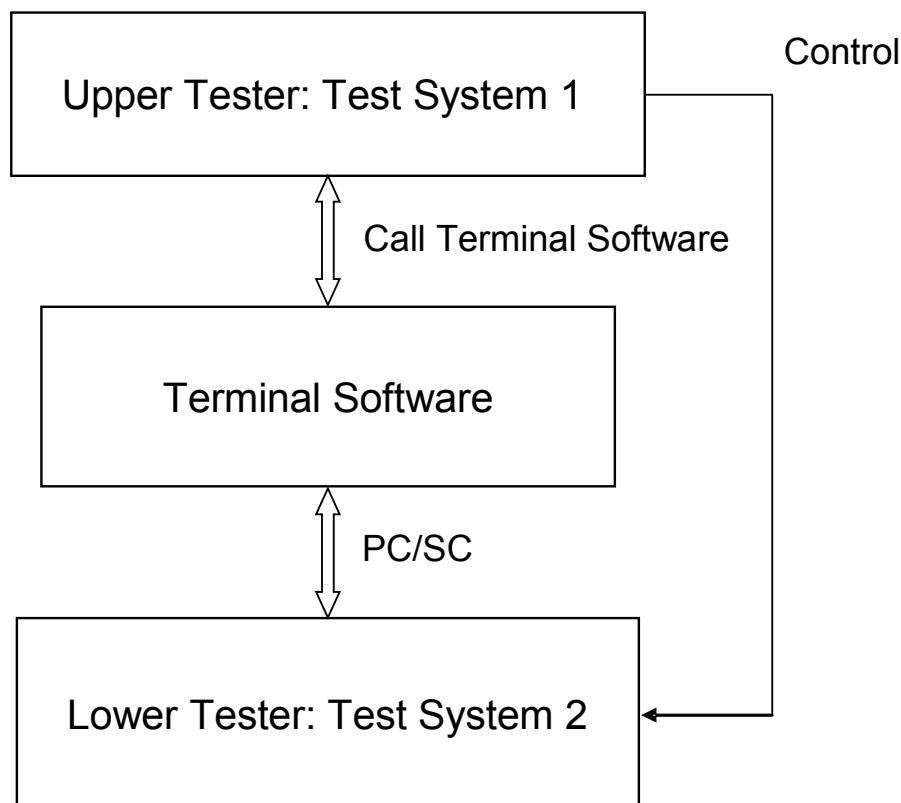 Control
Upper Tester: Test System 1
Call Terminal Software
Terminal Software
PC/SC
Lower Tester: Test System 2